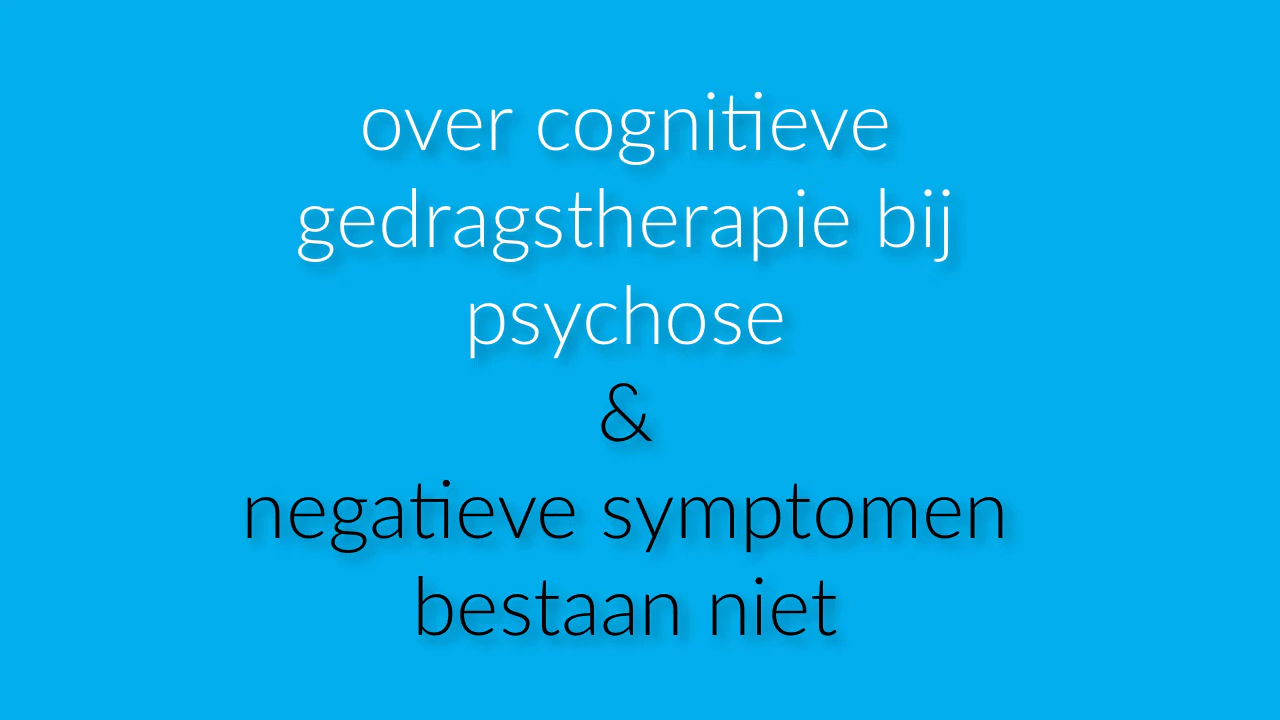 over cognitieve
gedragstherapie bij
psychose
&
negatieve symptomen
bestaan niet